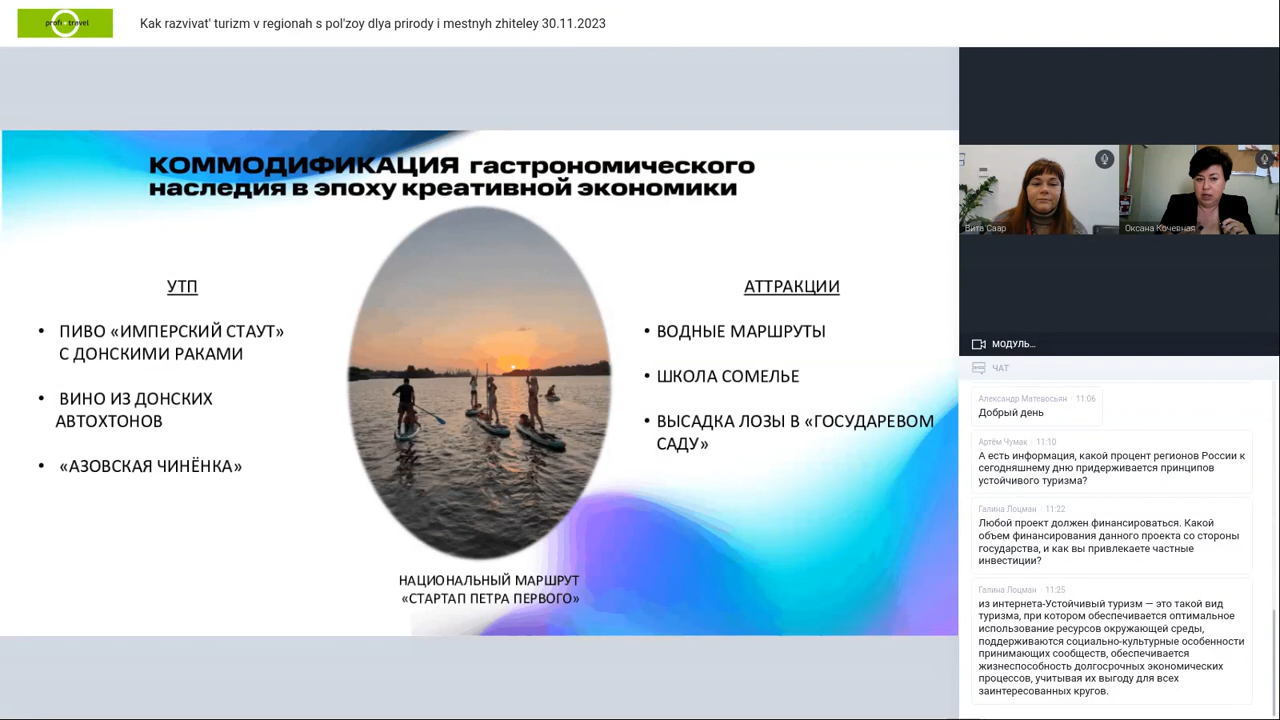 profi travel
Kak razvivat' turizm v regionah s pol'zoy dlya prirody i mestnyh zhiteley 30.11.2023
КОММОДИФИКАЦИЯ гастрономического
наследия в эпоху креативной экономики
УТП
• ПИВО «ИМПЕРСКИЙ СТАУТ»
С ДОНСКИМИ РАКАМИ
• ВИНО ИЗ ДОНСКИХ
АВТОХТОНОВ
• «АЗОВСКАЯ ЧИНЁНКА»
НАЦИОНАЛЬНЫЙ МАРШРУТ
«СТАРТАП ПЕТРА ПЕРВОГО»
АТТРАКЦИИ
• ВОДНЫЕ МАРШРУТЫ
• ШКОЛА СОМЕЛЬЕ
• ВЫСАДКА ЛОЗЫ В «ГОСУДАРЕВОМ
САДУ»
Вита Саар
Оксана Кочевная
МОДУЛЬ...
ЧАТ
Александр Матевосьян · 11:06
Добрый день
Артём Чумак · 11:10
А есть информация, какой процент регионов России к
сегодняшнему дню придерживается принципов
устойчивого туризма?
Галина Лоцман · 11:22
Любой проект должен финансироваться. Какой
объем финансирования данного проекта со стороны
государства, и как вы привлекаете частные
инвестиции?
Галина Лоцман · 11:25
из интернета-Устойчивый туризм — это такой вид
туризма, при котором обеспечивается оптимальное
использование ресурсов окружающей среды,
поддерживаются социально-культурные особенности
принимающих сообществ, обеспечивается
жизнеспособность долгосрочных экономических
процессов, учитывая их выгоду для всех
заинтересованных кругов.